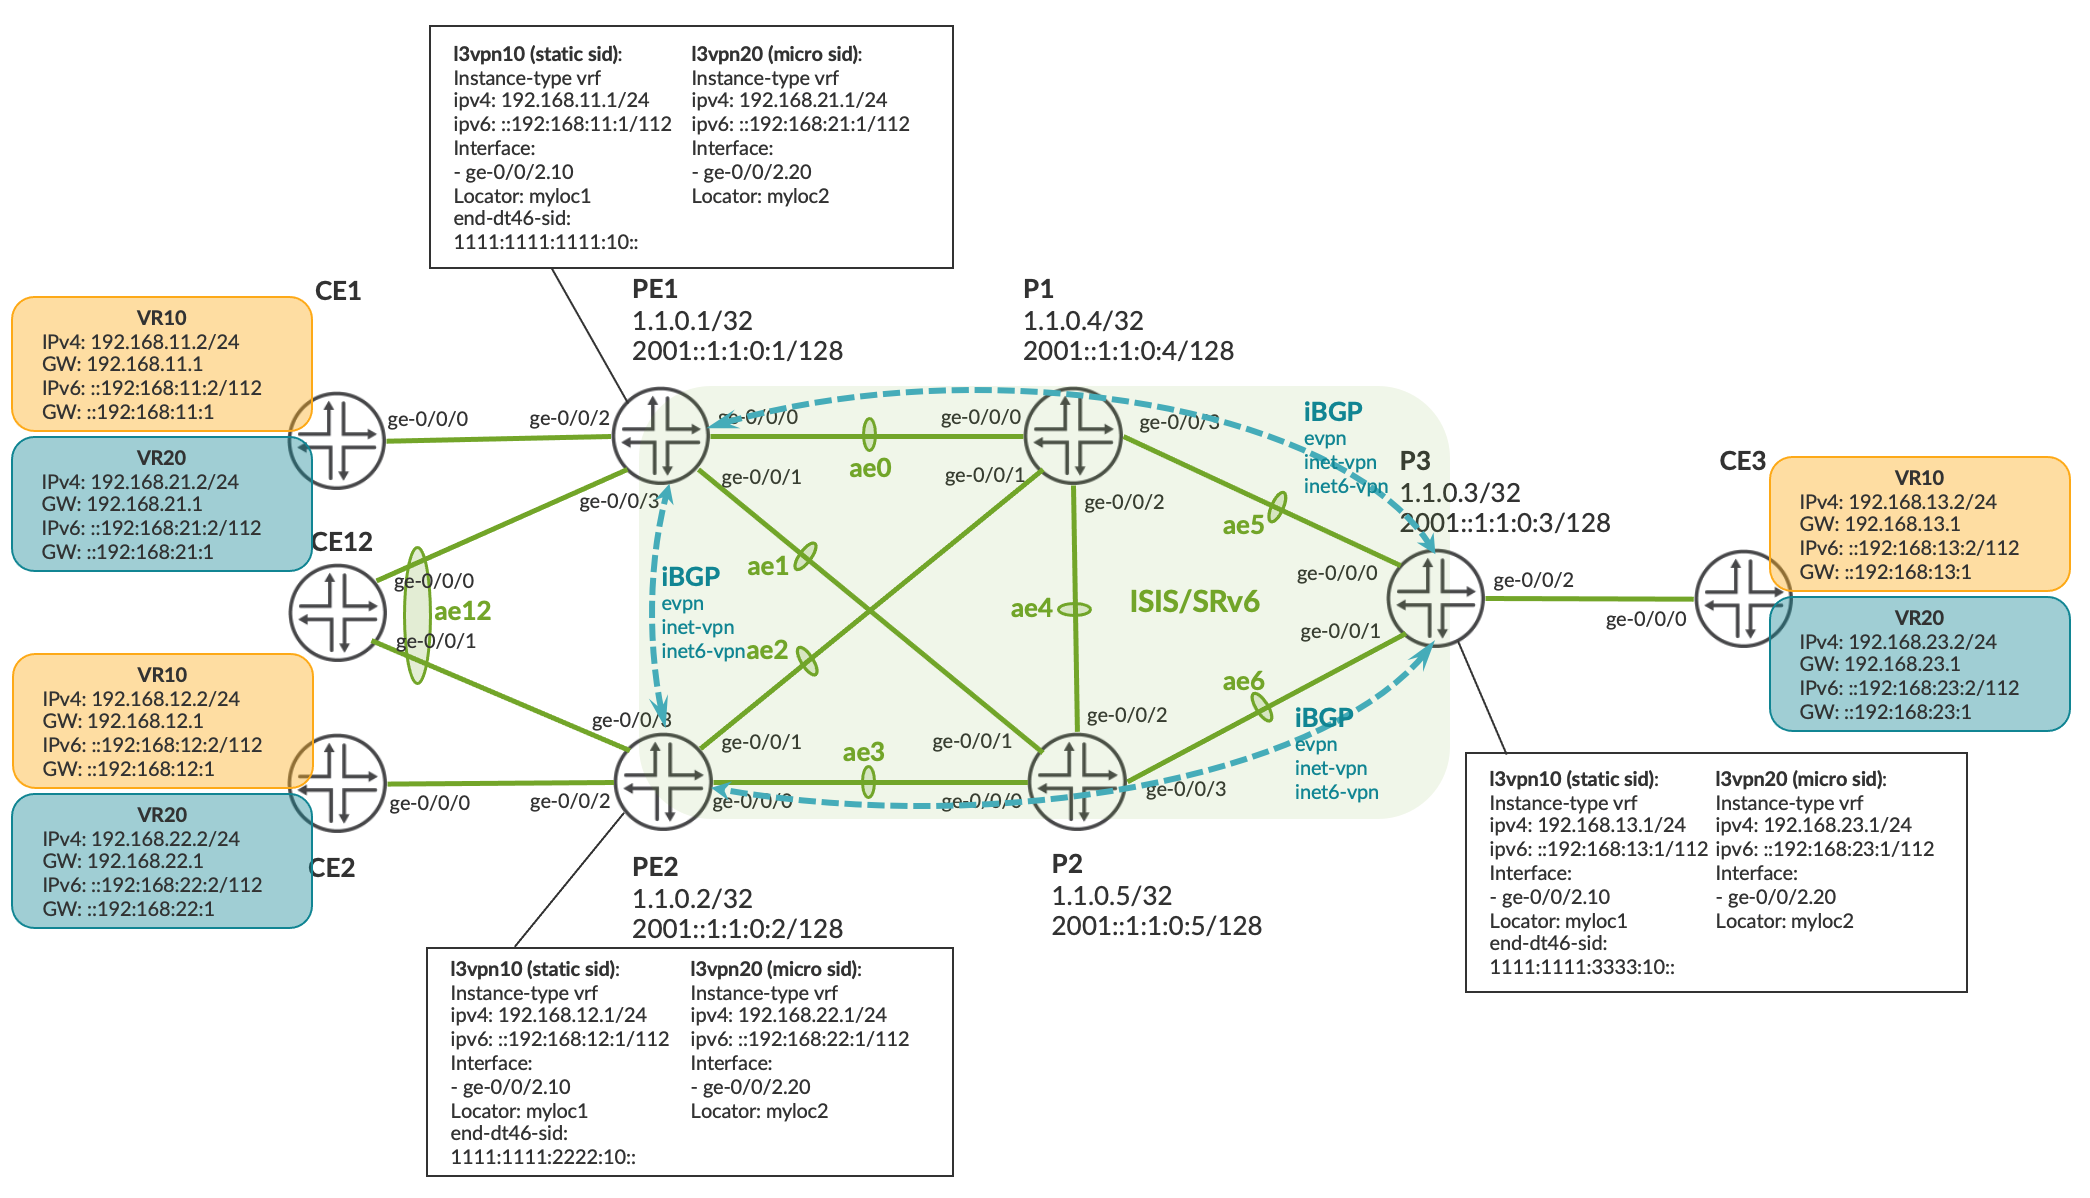 l3vpn10 (static sid):
Instance-type vrf
ipv4: 192.168.11.1/24
ipv6: ::192:168:11:1/112
Interface:
- ge-0/0/2.10
Locator: myloc1
end-dt46-sid:
1111:1111:1111:10::
l3vpn20 (micro sid):
Instance-type vrf
ipv4: 192.168.21.1/24
ipv6: ::192:168:21:1/112
Interface:
- ge-0/0/2.20
Locator: myloc2
CE1
VR10
IPv4: 192.168.11.2/24
GW: 192.168.11.1
IPv6: ::192:168:11:2/112
GW: ::192:168:11:1
VR20
IPv4: 192.168.21.2/24
GW: 192.168.21.1
IPv6: ::192:168:21:2/112
GW: ::192:168:21:1
PE1
1.1.0.1/32
2001::1:1:0:1/128
P1
1.1.0.4/32
2001::1:1:0:4/128
ge-0/0/0
ge-0/0/2
ge-0/0/0
ge-0/0/0
ge-0/0/3
ae0
ge-0/0/3
ge-0/0/1
ge-0/0/1
ge-0/0/2
iBGP
evpn
inet-vpn
inet6-vpn
P3
1.1.0.3/32
2001::1:1:0:3/128
CE3
VR10
IPv4: 192.168.13.2/24
GW: 192.168.13.1
IPv6: ::192:168:13:2/112
GW: ::192:168:13:1
VR20
IPv4: 192.168.23.2/24
GW: 192.168.23.1
IPv6: ::192:168:23:2/112
GW: ::192:168:23:1
CE12
ge-0/0/0
ae12
ge-0/0/1
iBGP
evpn
inet-vpn
inet6-vpn
ae1
ae2
ae4
ISIS/SRv6
ae5
ge-0/0/0
ge-0/0/1
ge-0/0/2
ge-0/0/0
ae6
iBGP
evpn
inet-vpn
inet6-vpn
VR10
IPv4: 192.168.12.2/24
GW: 192.168.12.1
IPv6: ::192:168:12:2/112
GW: ::192:168:12:1
VR20
IPv4: 192.168.22.2/24
GW: 192.168.22.1
IPv6: ::192:168:22:2/112
GW: ::192:168:22:1
CE2
ge-0/0/3
ge-0/0/1
ae3
ge-0/0/1
ge-0/0/2
ge-0/0/0
ge-0/0/2
ge-0/0/0
ge-0/0/0
ge-0/0/3
PE2
1.1.0.2/32
2001::1:1:0:2/128
P2
1.1.0.5/32
2001::1:1:0:5/128
l3vpn10 (static sid):
Instance-type vrf
ipv4: 192.168.13.1/24
ipv6: ::192:168:13:1/112
Interface:
- ge-0/0/2.10
Locator: myloc1
end-dt46-sid:
1111:1111:3333:10::
l3vpn20 (micro sid):
Instance-type vrf
ipv4: 192.168.23.1/24
ipv6: ::192:168:23:1/112
Interface:
- ge-0/0/2.20
Locator: myloc2
l3vpn10 (static sid):
Instance-type vrf
ipv4: 192.168.12.1/24
ipv6: ::192:168:12:1/112
Interface:
- ge-0/0/2.10
Locator: myloc1
end-dt46-sid:
1111:1111:2222:10::
l3vpn20 (micro sid):
Instance-type vrf
ipv4: 192.168.22.1/24
ipv6: ::192:168:22:1/112
Interface:
- ge-0/0/2.20
Locator: myloc2